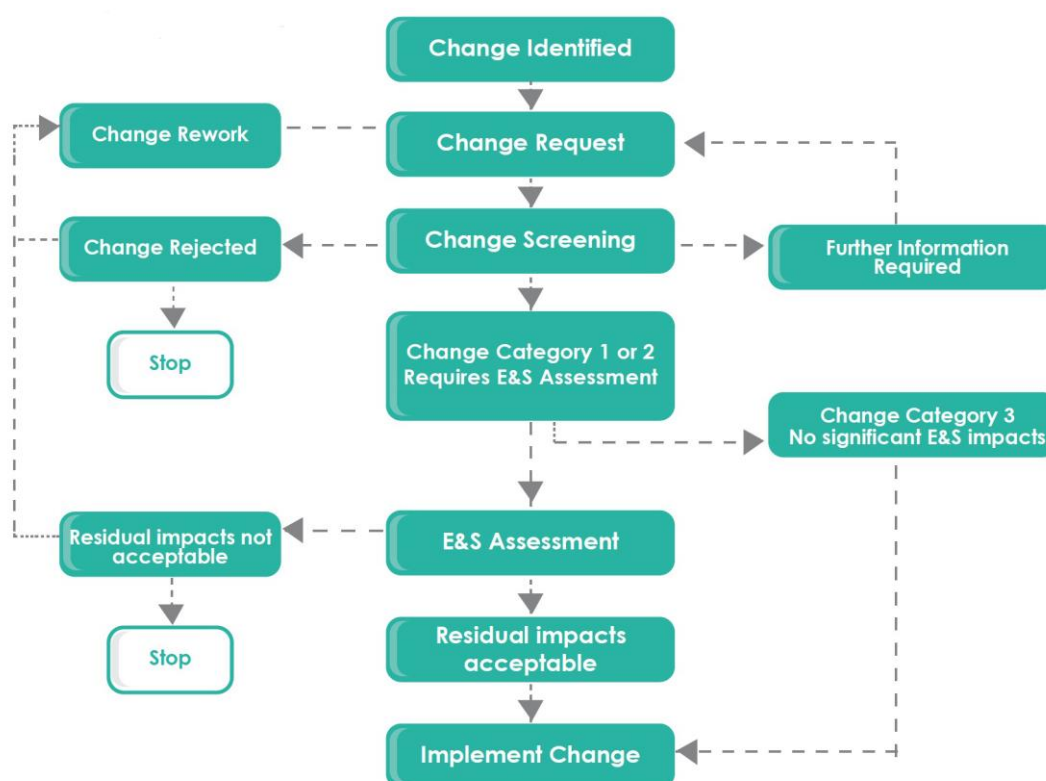 Change Identified
Change Rework
Change Request
Change Rejected
Change Screening
Further Information
Required
Stop
Change Category 1 or 2
Requires E&S Assessment
Change Category 3
No significant E&S impacts
Residual impacts not
acceptable
E&S Assessment
Stop
Residual impacts
acceptable
Implement Change